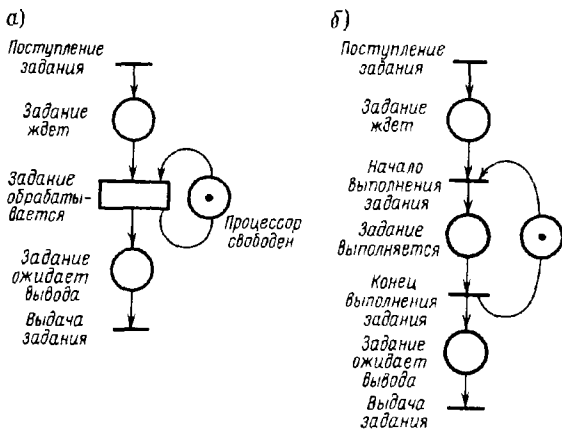 а)
Поступление
задания
Задание
ждет
Задание
обрабаты-
вается
Процессор
свободен
Задание
ожидает
вывода
Выдача
задания
б)
Поступление
задания
Задание
ждет
Начало
выполнения
задания
Задание
выполняется
Конец
выполнения
задания
Задание
ожидает
вывода
Выдача
задания